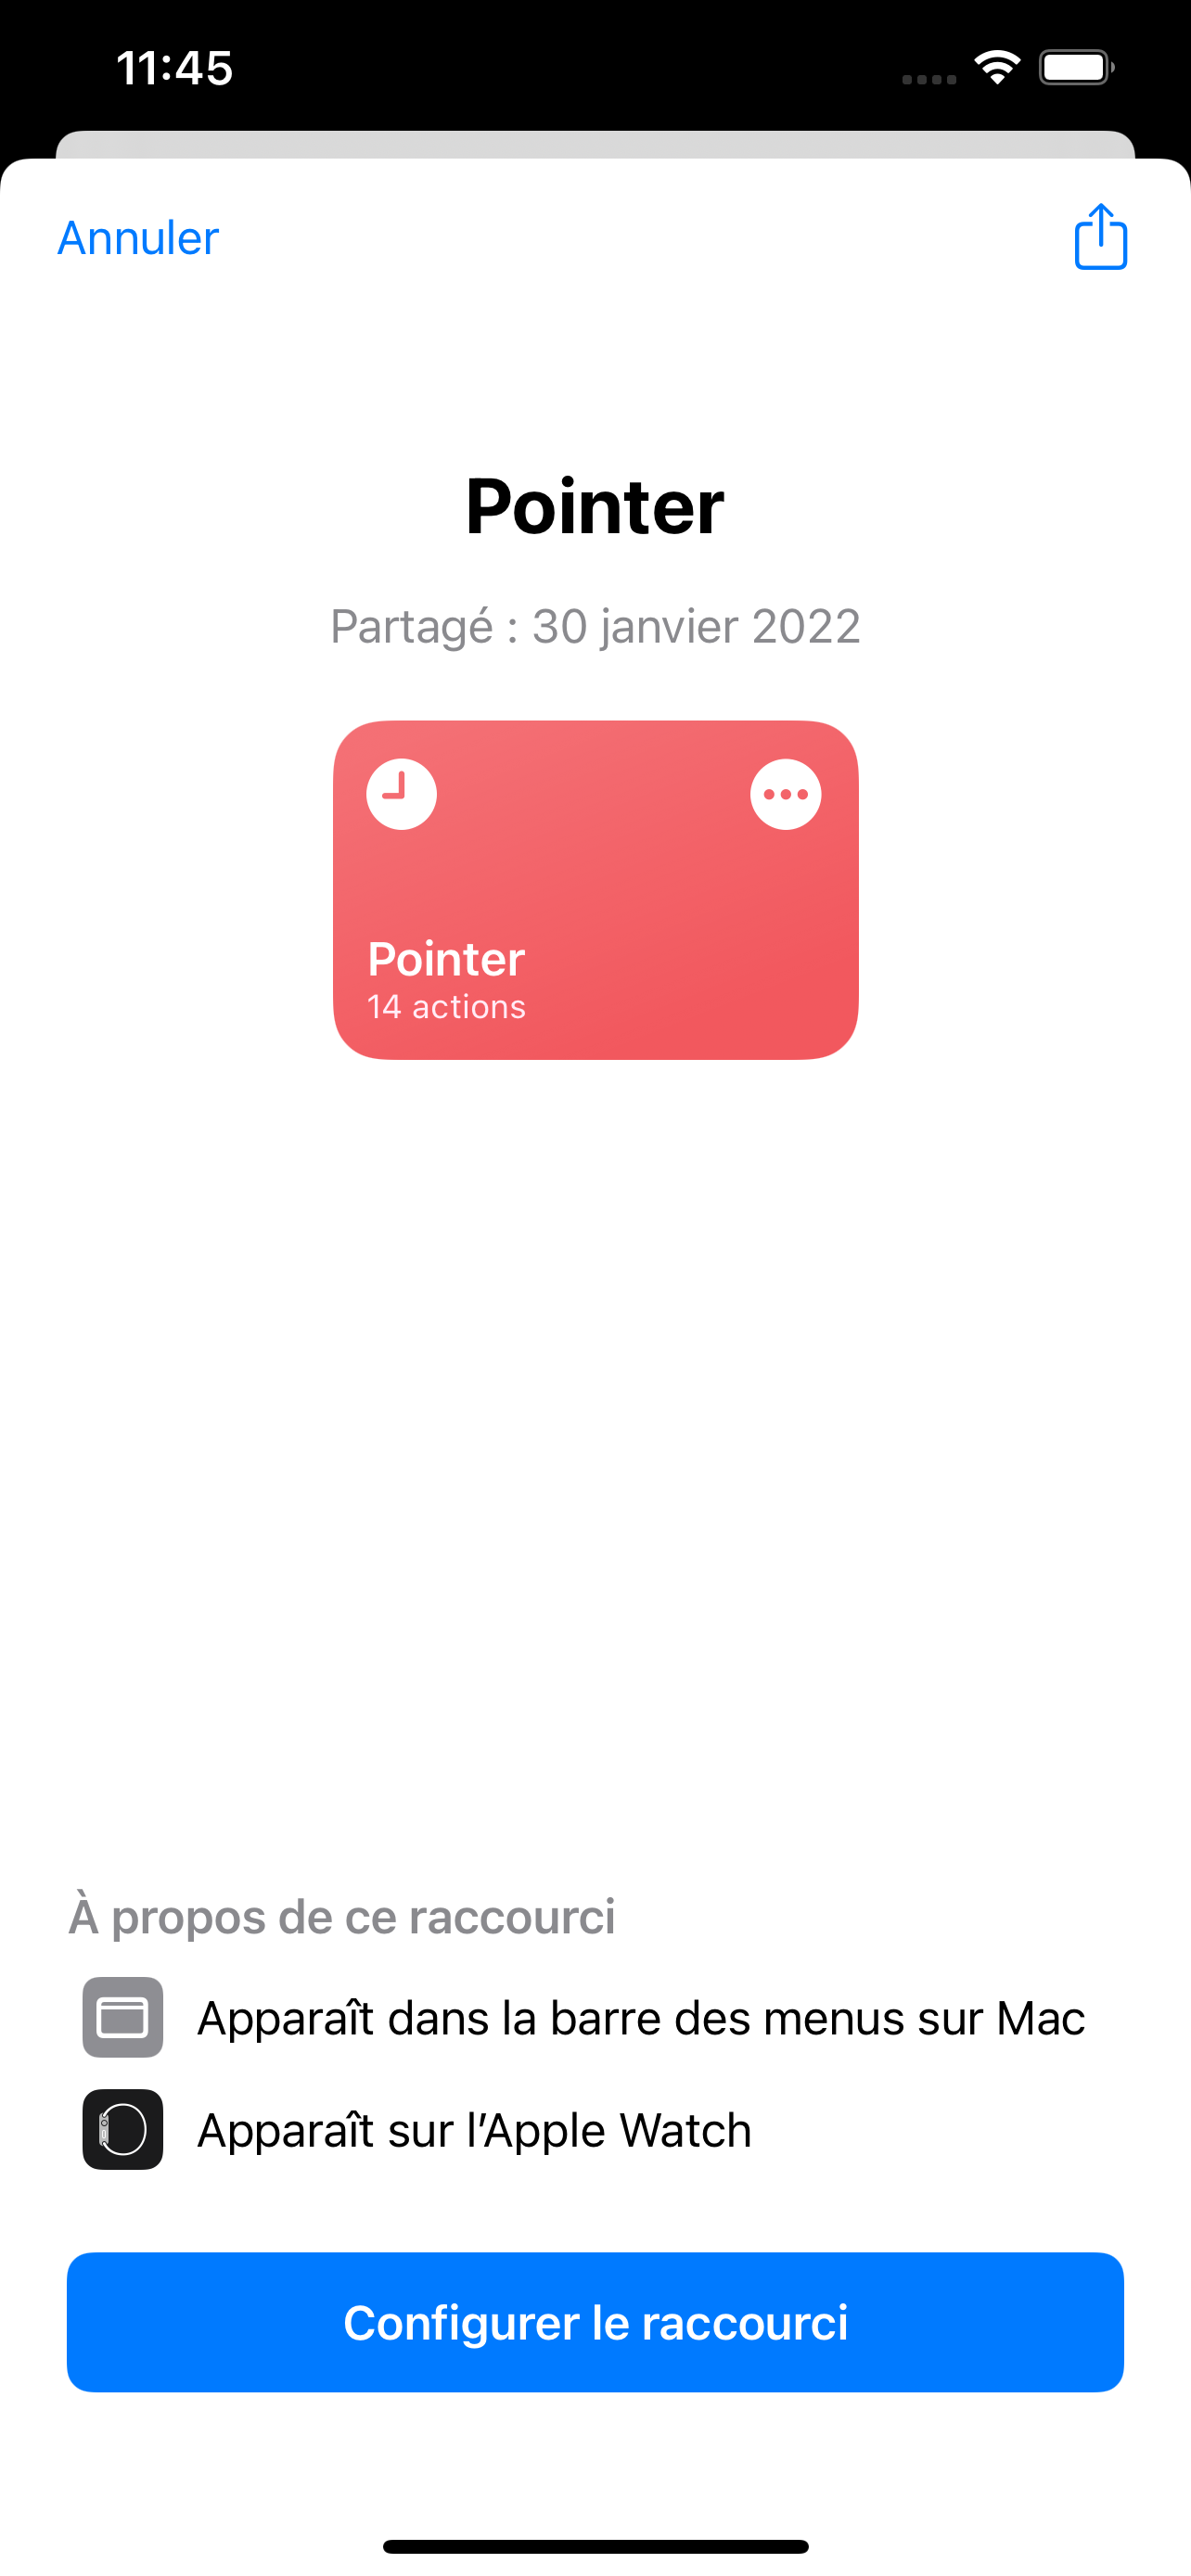 11:45
Annuler
Pointer
Partagé : 30 janvier 2022
Pointer
14 actions
À propos de ce raccourci
Apparaît dans la barre des menus sur Mac
Apparaît sur l’Apple Watch
Configurer le raccourci